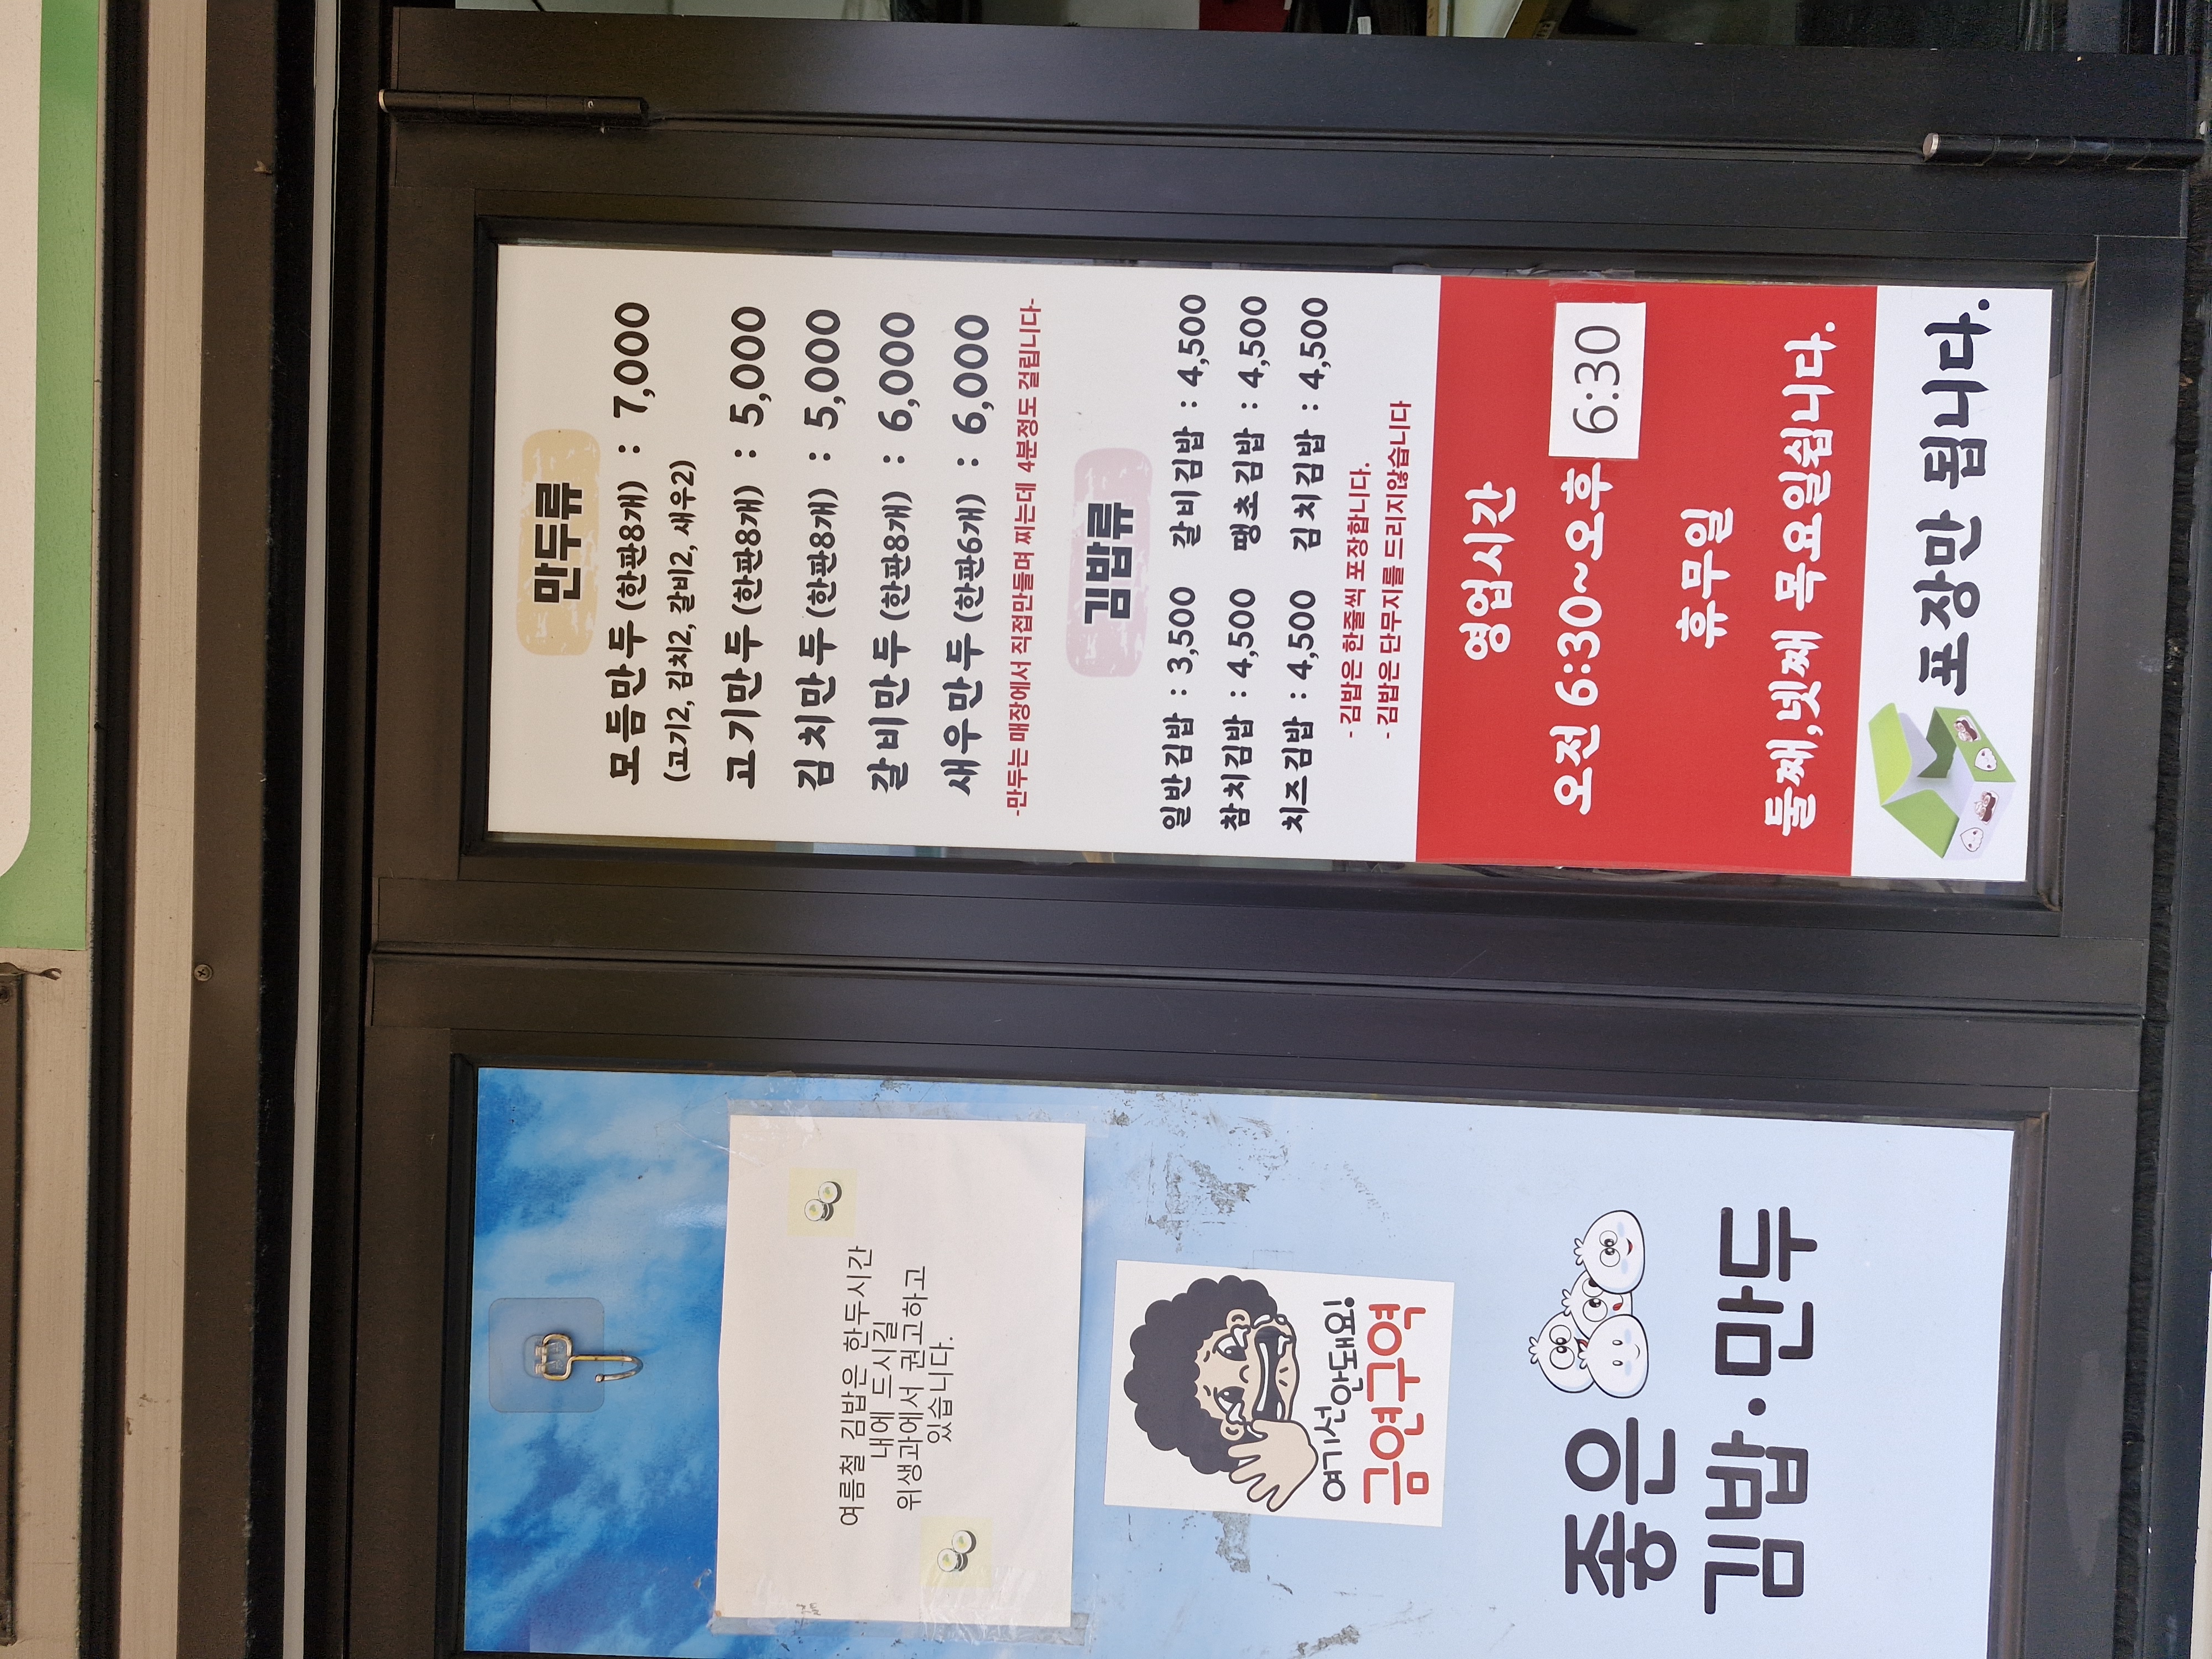 여름철 김밥은 한두시간
내에 드시길
위생과에서 권고하고
있습니다.
여기선안돼요!
금연구역
좋은
김밥·만두
만두류
모듬만두 (한판8개) : 7,000
(고기2, 김치2, 갈비2, 새우2)
고기만두 (한판8개) : 5,000
김치만두 (한판8개) : 5,000
갈비만두 (한판8개) : 6,000
새우만두 (한판6개) : 6,000
-만두는 매장에서 직접만들며 찌는데 4분정도 걸립니다-
김밥류
일반김밥 : 3,500 갈비김밥 : 4,500
참치김밥 : 4,500 땡초김밥 : 4,500
치즈김밥 : 4,500 김치김밥 : 4,500
- 김밥은 한줄씩 포장합니다.
- 김밥은 단무지를 드리지않습니다
영업시간
오전 6:30~오후 6:30
휴무일
둘째,넷째 목요일쉽니다.
포장만 됩니다.